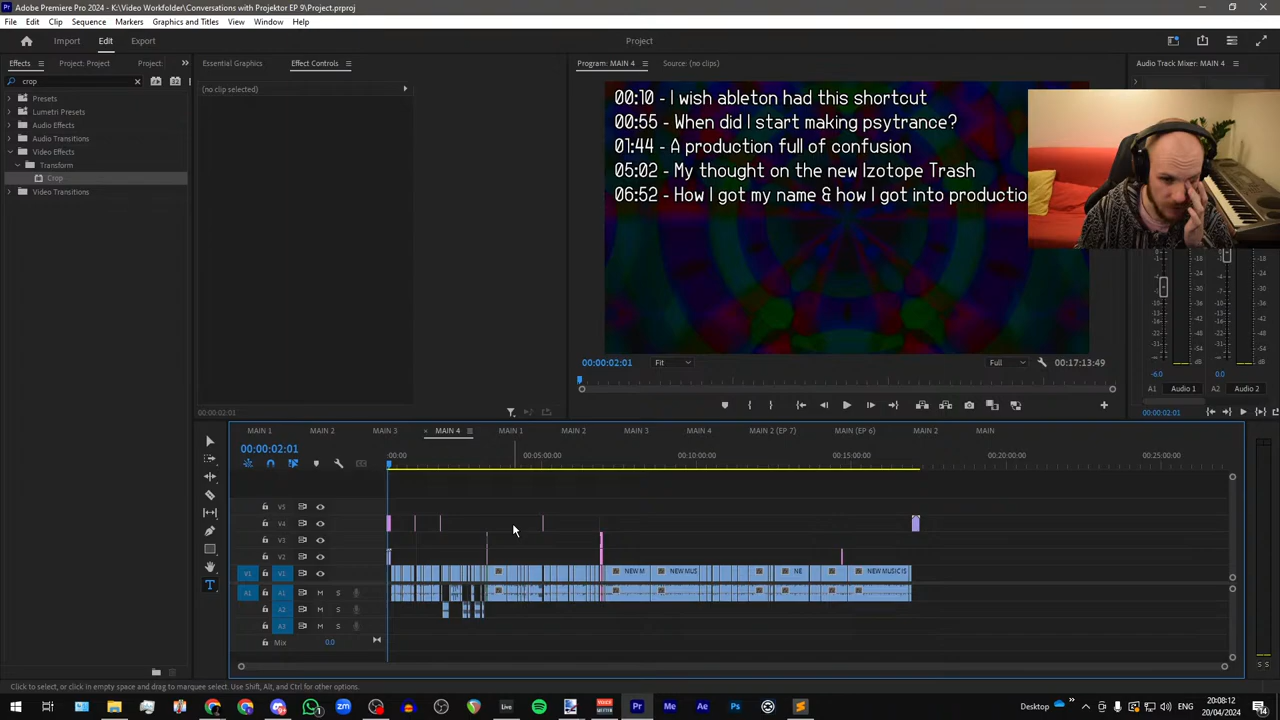 Adobe Premiere Pro 2024 - K:\Video Workfolder\Conversations with Projektor EP 9\Project.prproj
File Edit Clip Sequence Markers Graphics and Titles View Window Help
Import Edit Export
Project
Effects Project: Project Project:
crop
Presets
Lumetri Presets
Audio Effects
Audio Transitions
Video Effects
Transform
Crop
Video Transitions
Essential Graphics Effect Controls
(no clip selected)
00:00:02:01
Program: MAIN 4 Source: (no clips)
00:10 - I wish ableton had this shortcut
00:55 - When did I start making psytrance?
01:44 - A production full of confusion
05:02 - My thought on the new Izotope Trash
06:52 - How I got my name & how I got into productio
00:00:02:01 Fit Full 00:17:13:49
Audio Track Mixer: MAIN 4
-6.0 0.0
A1 Audio 1 A2 Audio 2
00:00:02:01
MAIN 1 MAIN 2 MAIN 3 MAIN 4 MAIN 1 MAIN 2 MAIN 3 MAIN 4 MAIN 2 (EP 7) MAIN (EP 6) MAIN 2 MAIN
00:00:02:01
:00:00 00:05:00:00 00:10:00:00 00:15:00:00 00:20:00:00 00:25:00:00
V5
V4
V3
V2
V1 V1 NEW M NEW MUS NE NEW MUSIC IS
A1 A1 M S
A2 M S
A3 M S
Mix 0.0
S S
Click to select, or click in empty space and drag to marquee select. Use Shift, Alt, and Ctrl for other options.
Desktop 20:08:12
20/04/2024